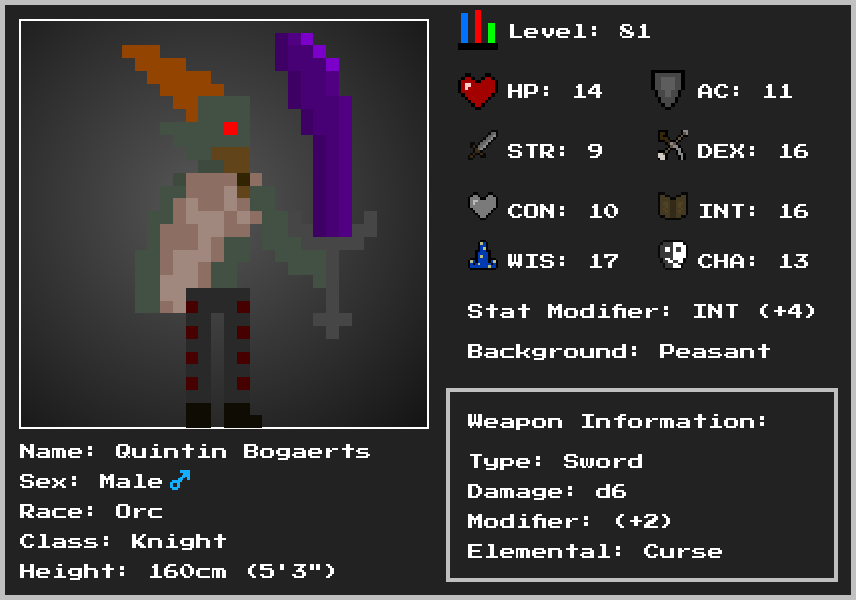 Level: 81
HP: 14
AC: 11
STR: 9
DEX: 16
CON: 10
INT: 16
WIS: 17
CHA: 13
Stat Modifier: INT (+4)
Background: Peasant
Name: Quintin Bogaerts
Sex: Male♂
Race: Orc
Class: Knight
Height: 160cm (5'3")
Weapon Information:
Type: Sword
Damage: d6
Modifier: (+2)
Elemental: Curse